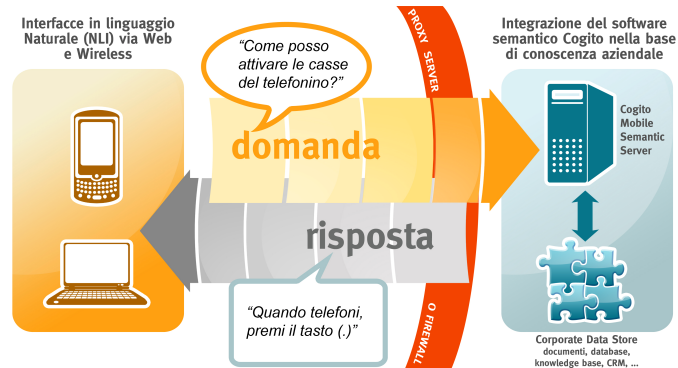 Interfacce in linguaggio
Naturale (NLI) via Web
e Wireless
“Come posso
attivare le casse
del telefonino?”
domanda
risposta
“Quando telefoni,
premi il tasto (.)”
PROXY SERVER
O FIREWALL
Integrazione del software
semantico Cogito nella base
di conoscenza aziendale
Cogito
Mobile
Semantic
Server
Corporate Data Store
documenti, database,
knowledge base, CRM, ...